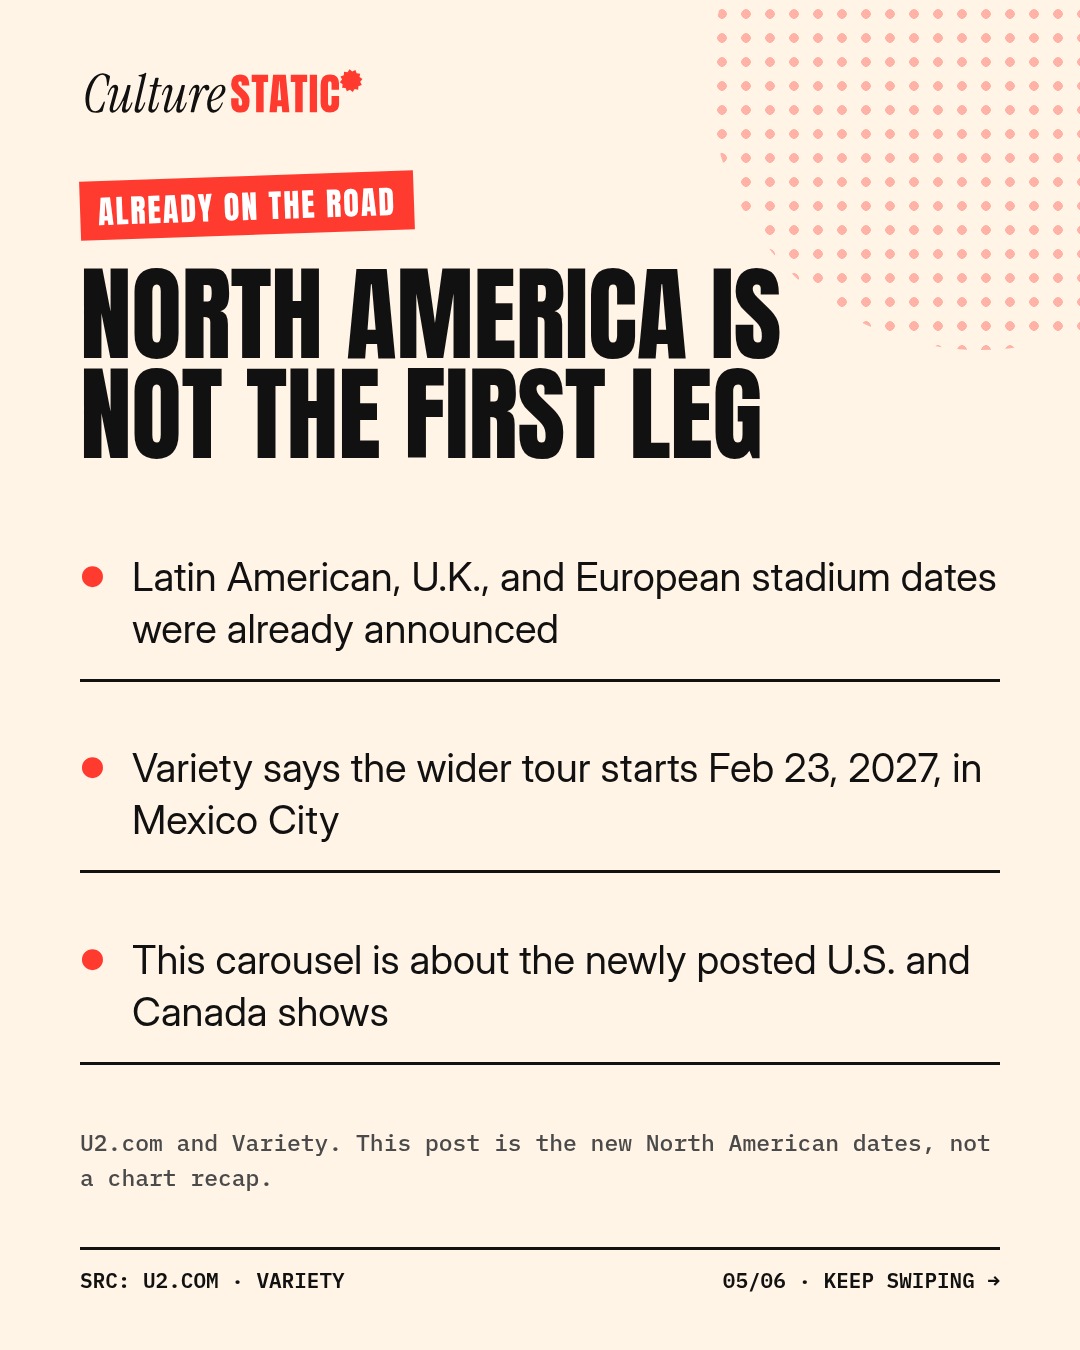 Culture STATIC
ALREADY ON THE ROAD
NORTH AMERICA IS
NOT THE FIRST LEG
Latin American, U.K., and European stadium dates
were already announced
Variety says the wider tour starts Feb 23, 2027, in
Mexico City
This carousel is about the newly posted U.S. and
Canada shows
U2.com and Variety. This post is the new North American dates, not
a chart recap.
SRC: U2.COM · VARIETY
05/06 · KEEP SWIPING →